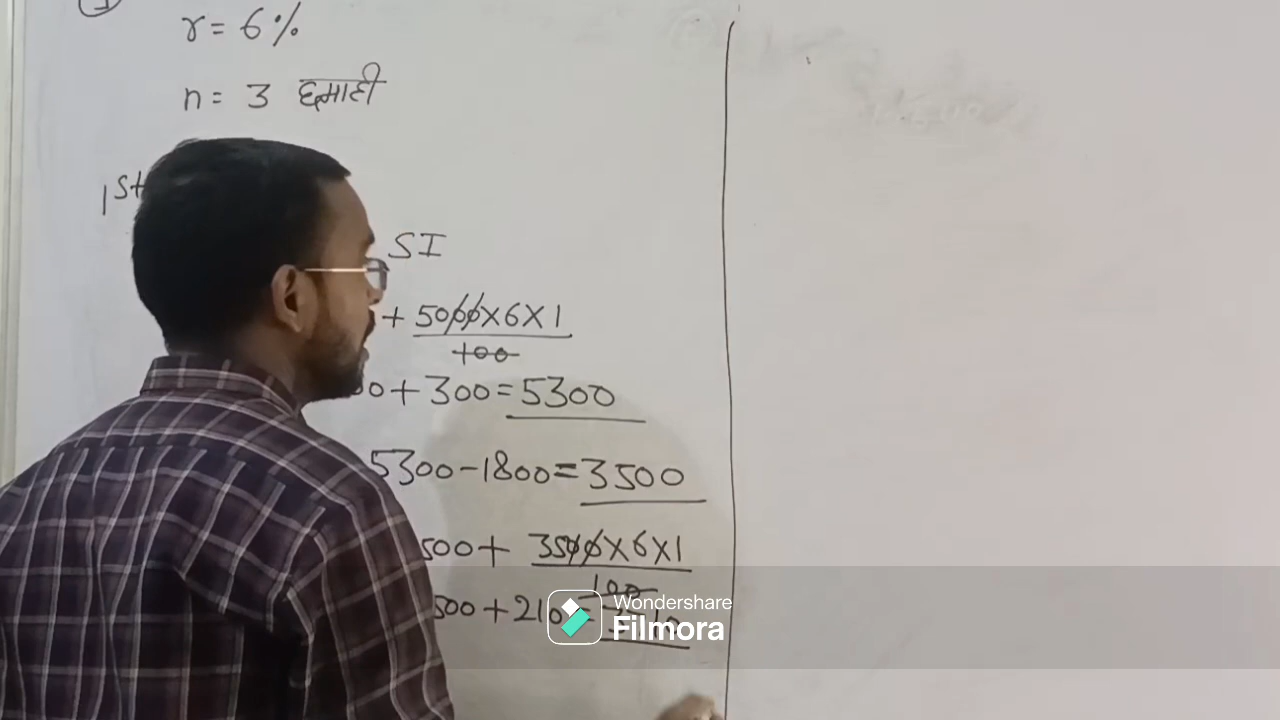 r = 6%
n = 3 छमाही
1st
SI
+ 5000×6×1
100
00+300=5300
5300-1800=3500
500+ 3500×6×1
100
500+210=3710
Wondershare
Filmora